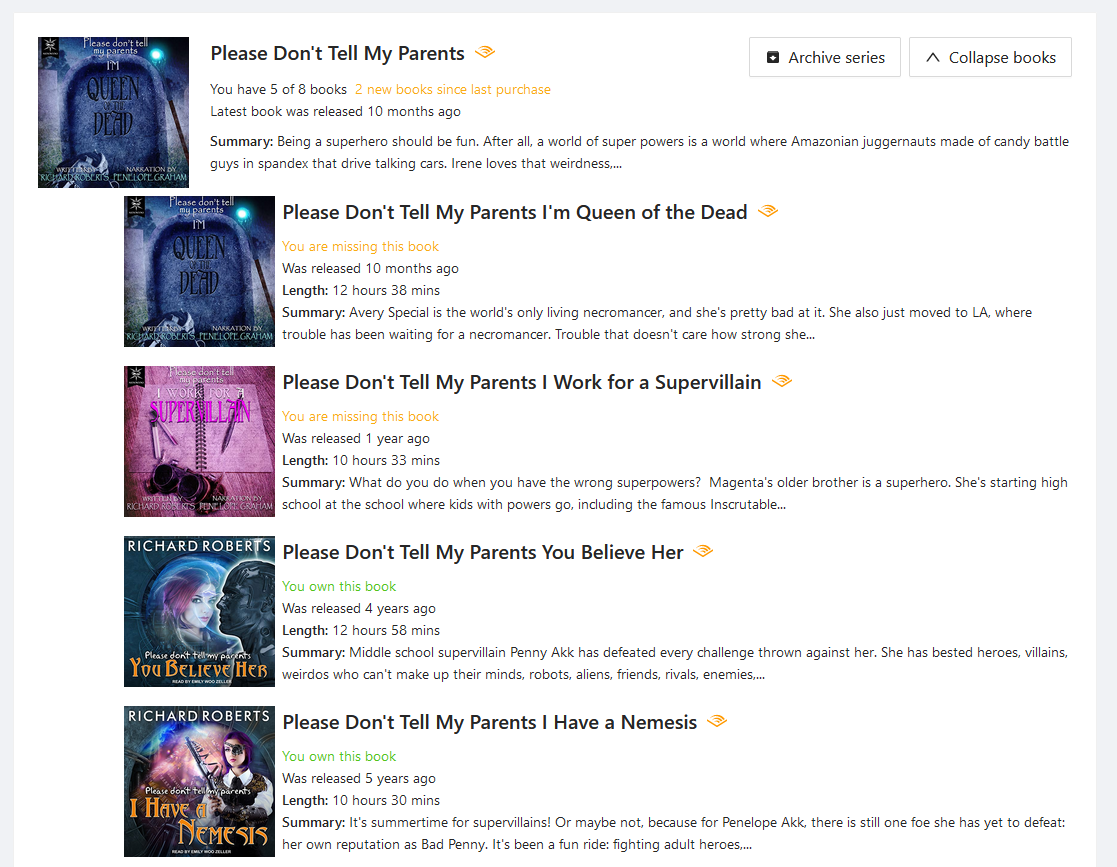 Please don't tell
my parents
I'M
QUEEN
OF THE
DEAD
WRITTEN BY
RICHARD ROBERTS
NARRATION BY
PENELOPE GRAHAM
Please Don't Tell My Parents
Archive series
Collapse books
You have 5 of 8 books 2 new books since last purchase
Latest book was released 10 months ago
Summary: Being a superhero should be fun. After all, a world of super powers is a world where Amazonian juggernauts made of candy battle
guys in spandex that drive talking cars. Irene loves that weirdness,...
Please don't tell
my parents
I'M
QUEEN
OF THE
DEAD
WRITTEN BY
RICHARD ROBERTS
NARRATION BY
PENELOPE GRAHAM
Please Don't Tell My Parents I'm Queen of the Dead
You are missing this book
Was released 10 months ago
Length: 12 hours 38 mins
Summary: Avery Special is the world's only living necromancer, and she's pretty bad at it. She also just moved to LA, where
trouble has been waiting for a necromancer. Trouble that doesn't care how strong she...
Please don't tell
my parents
I WORK FOR A
SUPERVILLAIN
WRITTEN BY
RICHARD ROBERTS
NARRATION BY
PENELOPE GRAHAM
Please Don't Tell My Parents I Work for a Supervillain
You are missing this book
Was released 1 year ago
Length: 10 hours 33 mins
Summary: What do you do when you have the wrong superpowers?  Magenta's older brother is a superhero. She's starting high
school at the school where kids with powers go, including the famous Inscrutable...
RICHARD ROBERTS
Please don't tell my parents
YOU BELIEVE HER
READ BY EMILY WOO ZELLER
Please Don't Tell My Parents You Believe Her
You own this book
Was released 4 years ago
Length: 12 hours 58 mins
Summary: Middle school supervillain Penny Akk has defeated every challenge thrown against her. She has bested heroes, villains,
weirdos who can't make up their minds, robots, aliens, friends, rivals, enemies,...
RICHARD ROBERTS
Please don't tell my parents
I HAVE A
NEMESIS
READ BY EMILY WOO ZELLER
Please Don't Tell My Parents I Have a Nemesis
You own this book
Was released 5 years ago
Length: 10 hours 30 mins
Summary: It's summertime for supervillains! Or maybe not, because for Penelope Akk, there is still one foe she has yet to defeat:
her own reputation as Bad Penny. It's been a fun ride: fighting adult heroes,...